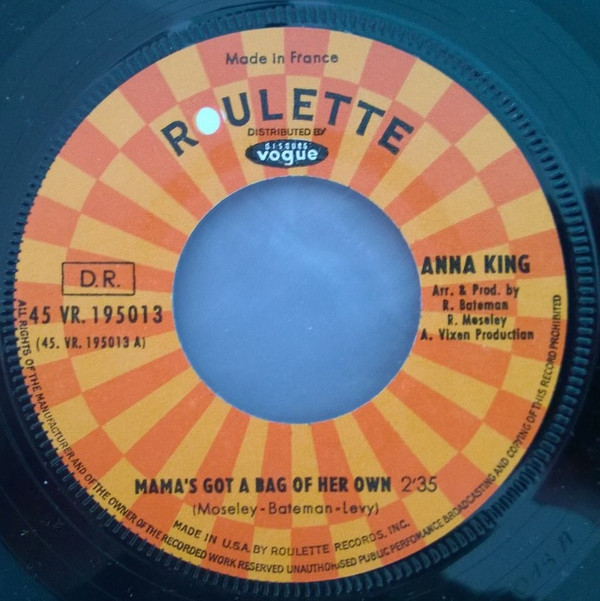 Made in France
ROULETTE
DISTRIBUTED BY
DISQUES
vogue
D.R.
45 VR. 195013
(45. VR. 195013 A)
ANNA KING
Arr. & Prod. by
R. Bateman
R. Moseley
A. Vixen Production
MAMA'S GOT A BAG OF HER OWN 2'35
(Moseley-Bateman-Levy)
MADE IN U.S.A. BY ROULETTE RECORDS, INC.
ALL RIGHTS OF THE MANUFACTURER AND OF THE OWNER OF THE RECORDED WORK RESERVED UNAUTHORISED PUBLIC PERFOMANCE BROADCASTING AND COPYING OF THIS RECORD PROHIBITED